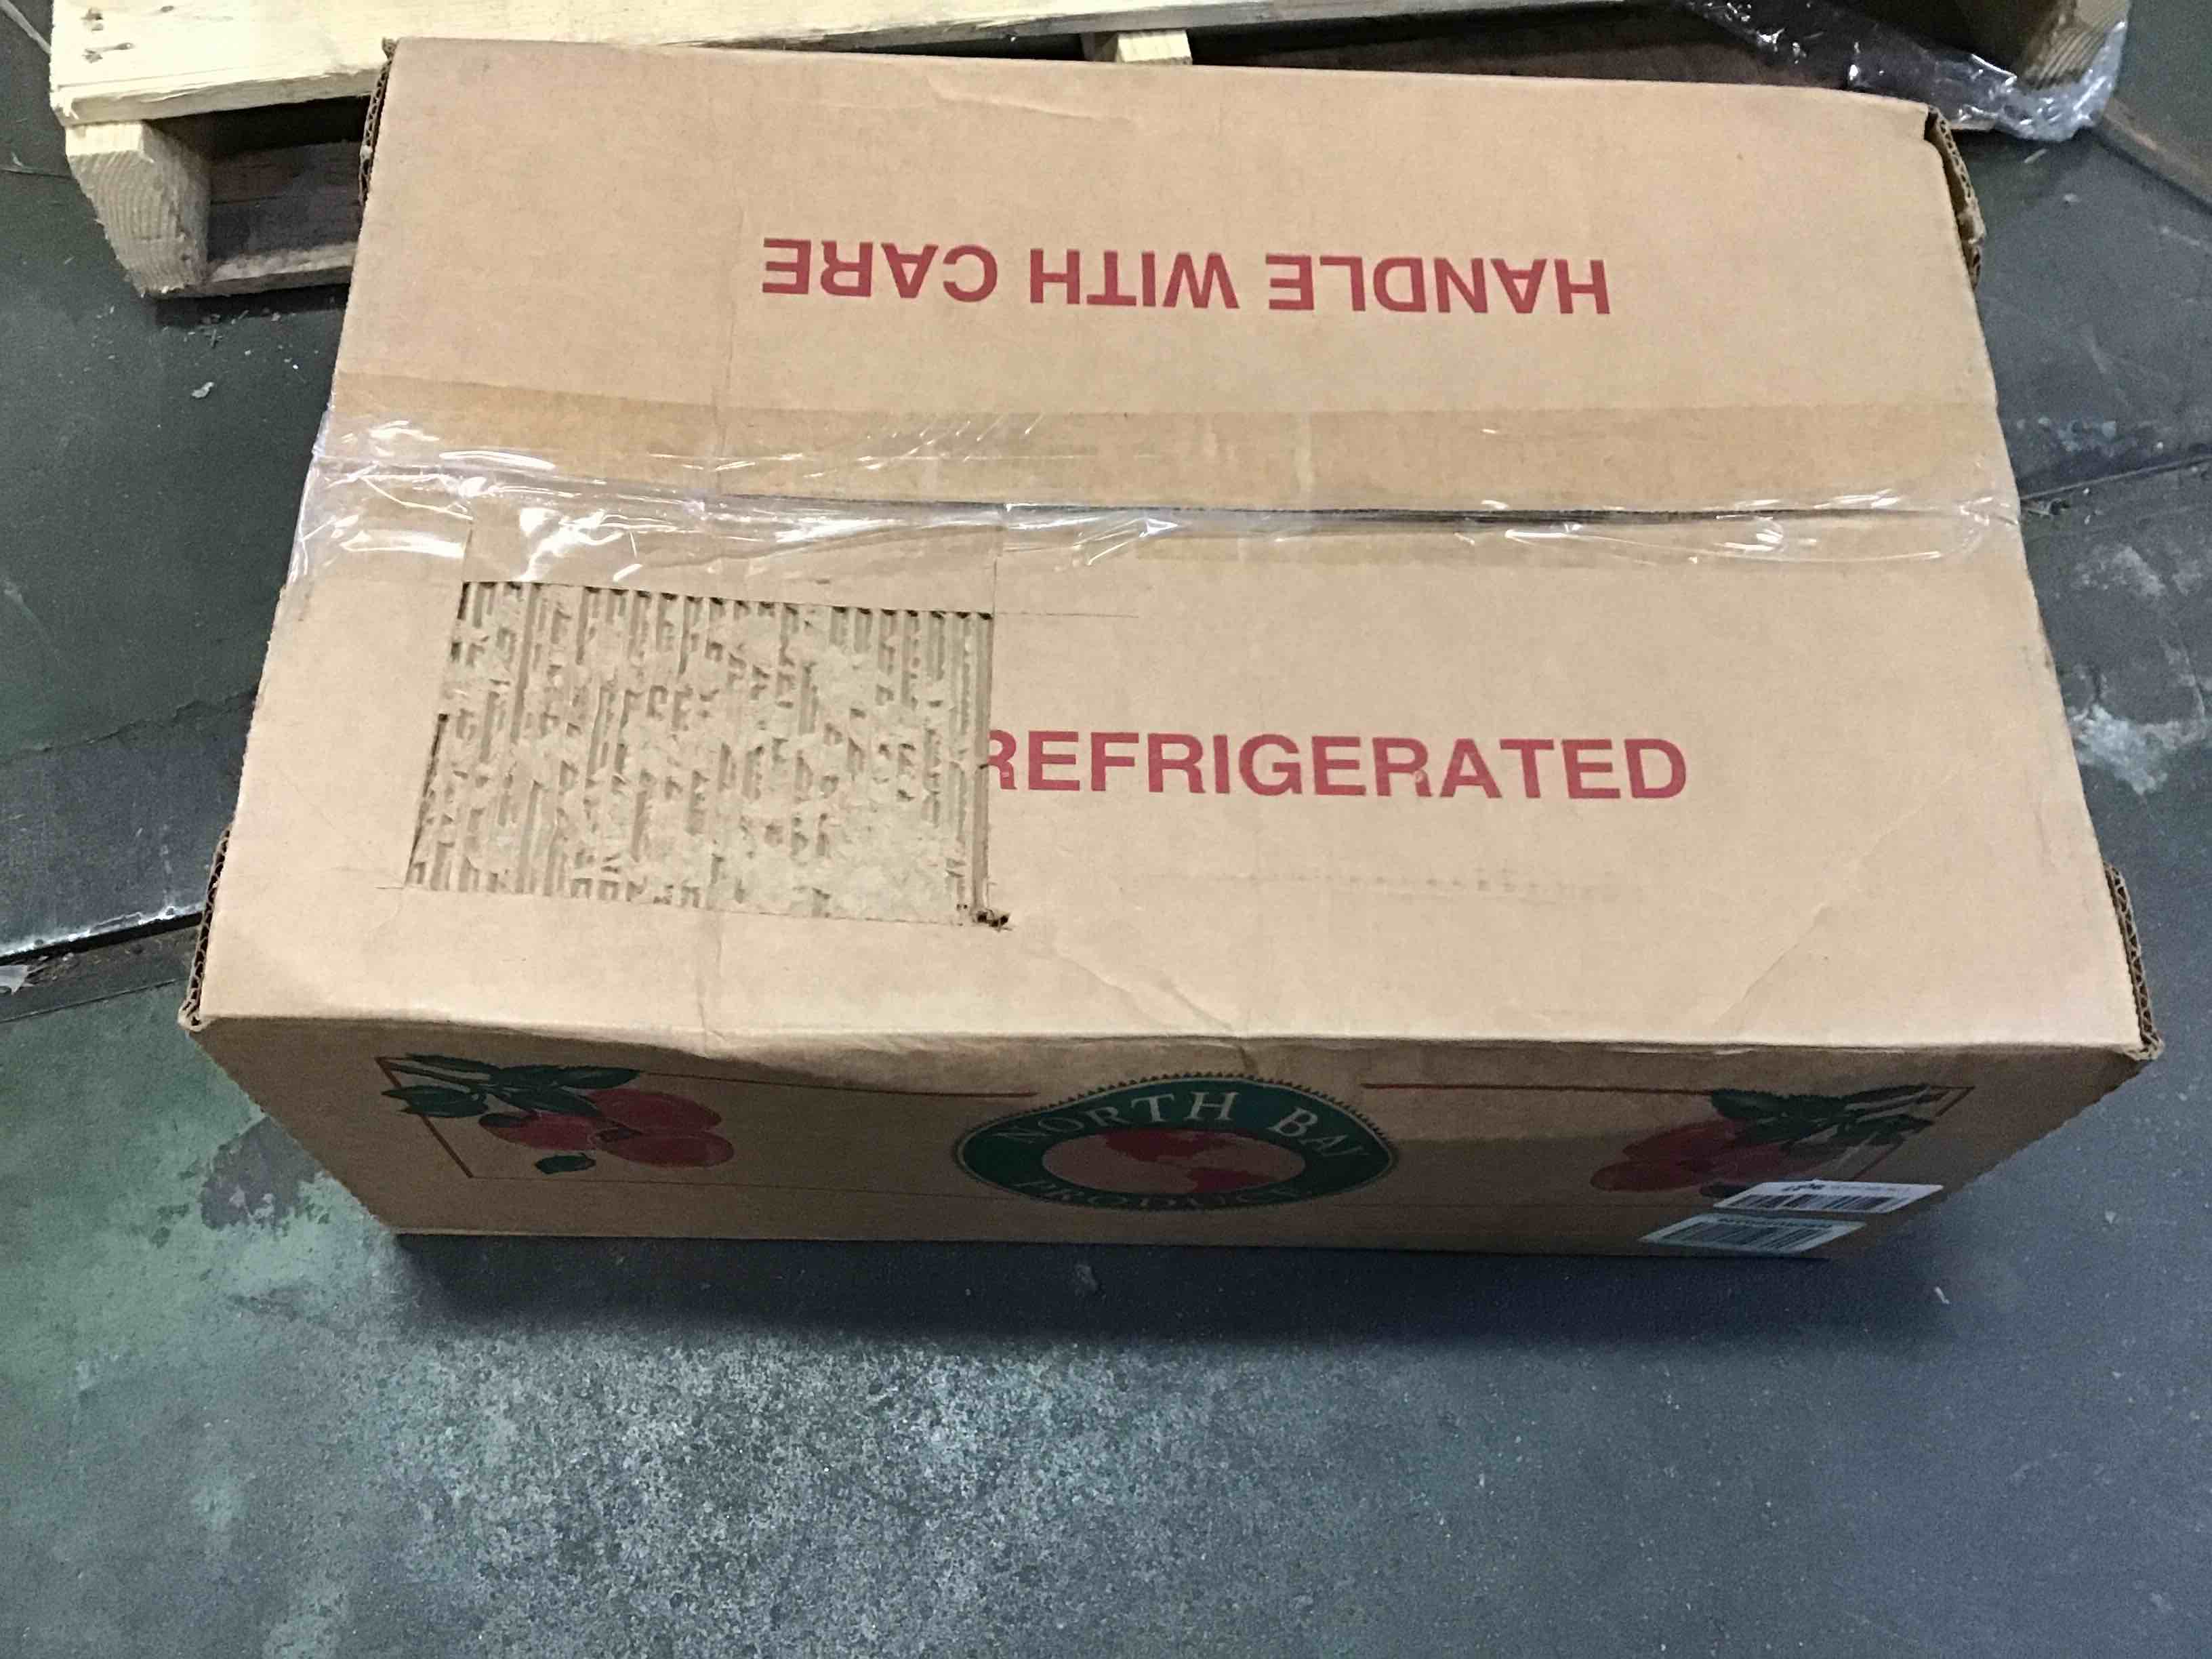 HANDLE WITH CARE
REFRIGERATED
NORTH BAY
PRODUCE